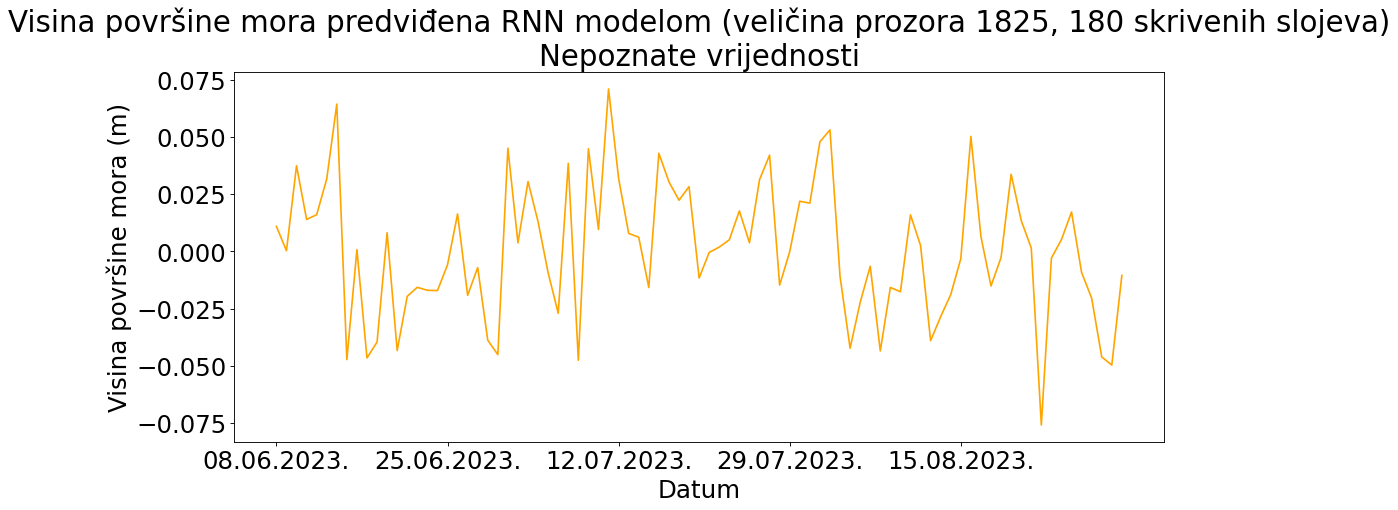 Visina površine mora predviđena RNN modelom (veličina prozora 1825, 180 skrivenih slojeva)
Nepoznate vrijednosti
Visina površine mora (m)
0.075
0.050
0.025
0.000
−0.025
−0.050
−0.075
08.06.2023. 25.06.2023. 12.07.2023. 29.07.2023. 15.08.2023.
Datum